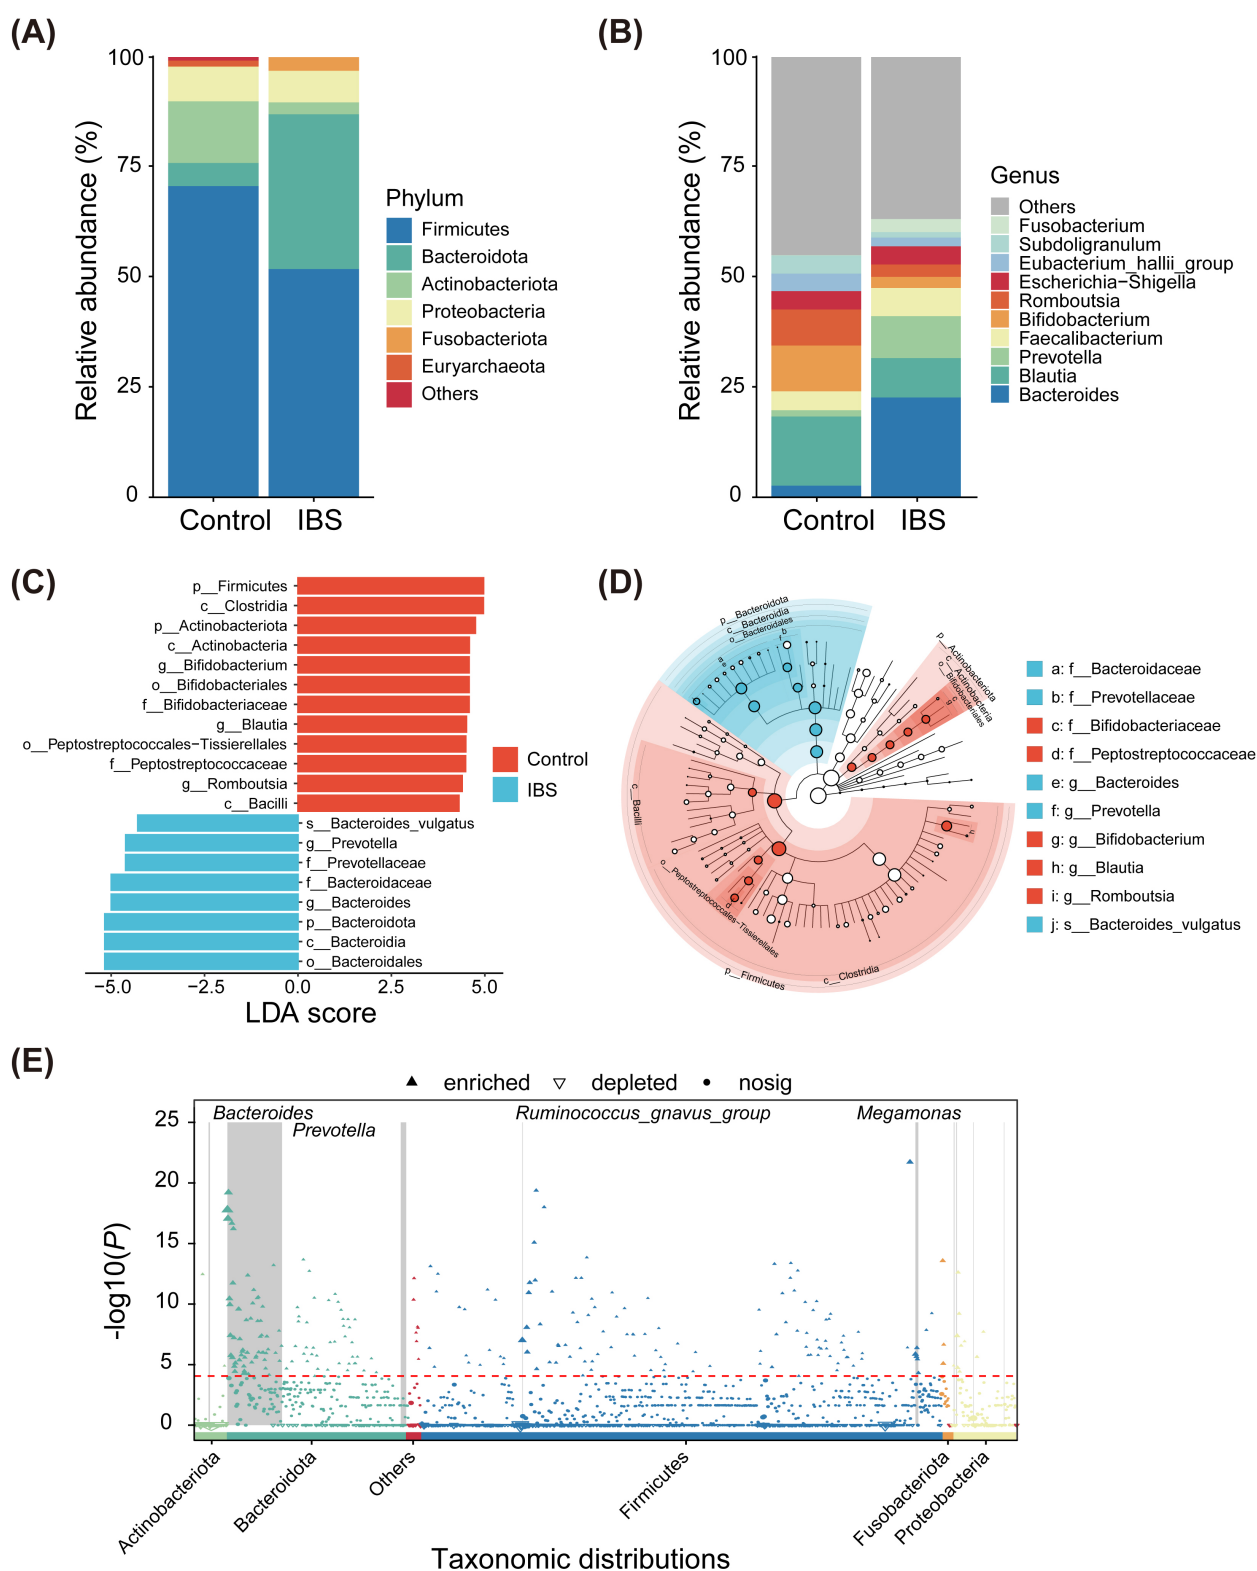 (A)
Relative abundance (%)
100
75
50
25
0
Control IBS
Phylum
Firmicutes
Bacteroidota
Actinobacteriota
Proteobacteria
Fusobacteriota
Euryarchaeota
Others
(B)
Relative abundance (%)
100
75
50
25
0
Control IBS
Genus
Others
Fusobacterium
Subdoligranulum
Eubacterium_hallii_group
Escherichia−Shigella
Romboutsia
Bifidobacterium
Faecalibacterium
Prevotella
Blautia
Bacteroides
(C)
p__Firmicutes
c__Clostridia
p__Actinobacteriota
c__Actinobacteria
g__Bifidobacterium
o__Bifidobacteriales
f__Bifidobacteriaceae
g__Blautia
o__Peptostreptococcales−Tissierellales
f__Peptostreptococcaceae
g__Romboutsia
c__Bacilli
s__Bacteroides_vulgatus
g__Prevotella
f__Prevotellaceae
f__Bacteroidaceae
g__Bacteroides
p__Bacteroidota
c__Bacteroidia
o__Bacteroidales
−5.0 −2.5 0.0 2.5 5.0
LDA score
Control
IBS
(D)
p__Bacteroidota
c__Bacteroidia
o__Bacteroidales
b
f
e
p__Actinobacteriota
c__Actinobacteria
o__Bifidobacteriales
c
g
c__Bacilli
o__Peptostreptococcales−Tissierellales
d
h
p__Firmicutes
c__Clostridia
a: f__Bacteroidaceae
b: f__Prevotellaceae
c: f__Bifidobacteriaceae
d: f__Peptostreptococcaceae
e: g__Bacteroides
f: g__Prevotella
g: g__Bifidobacterium
h: g__Blautia
i: g__Romboutsia
j: s__Bacteroides_vulgatus
(E)
enriched depleted nosig
Bacteroides Ruminococcus_gnavus_group Megamonas
Prevotella
-log10(P)
25
20
15
10
5
0
Actinobacteriota
Bacteroidota
Others
Firmicutes
Fusobacteriota
Proteobacteria
Taxonomic distributions